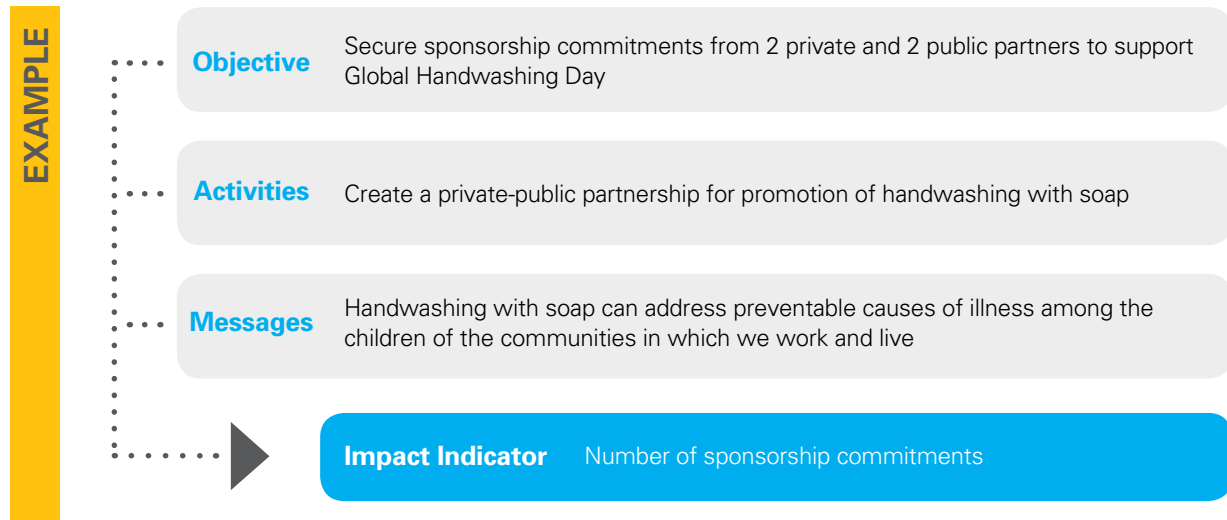 EXAMPLE
Objective
Secure sponsorship commitments from 2 private and 2 public partners to support
Global Handwashing Day
Activities
Create a private-public partnership for promotion of handwashing with soap
Messages
Handwashing with soap can address preventable causes of illness among the
children of the communities in which we work and live
Impact Indicator Number of sponsorship commitments